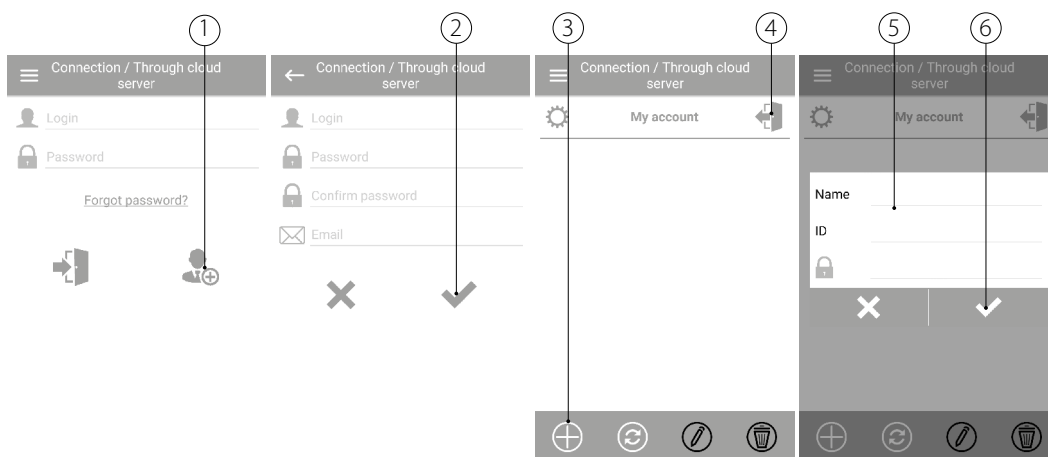 1
2
3
4
5
6
Connection / Through cloud
server
Login
Password
Forgot password?
Connection / Through cloud
server
Login
Password
Confirm password
Email
Connection / Through cloud
server
My account
Connection / Through cloud
server
My account
Name
ID